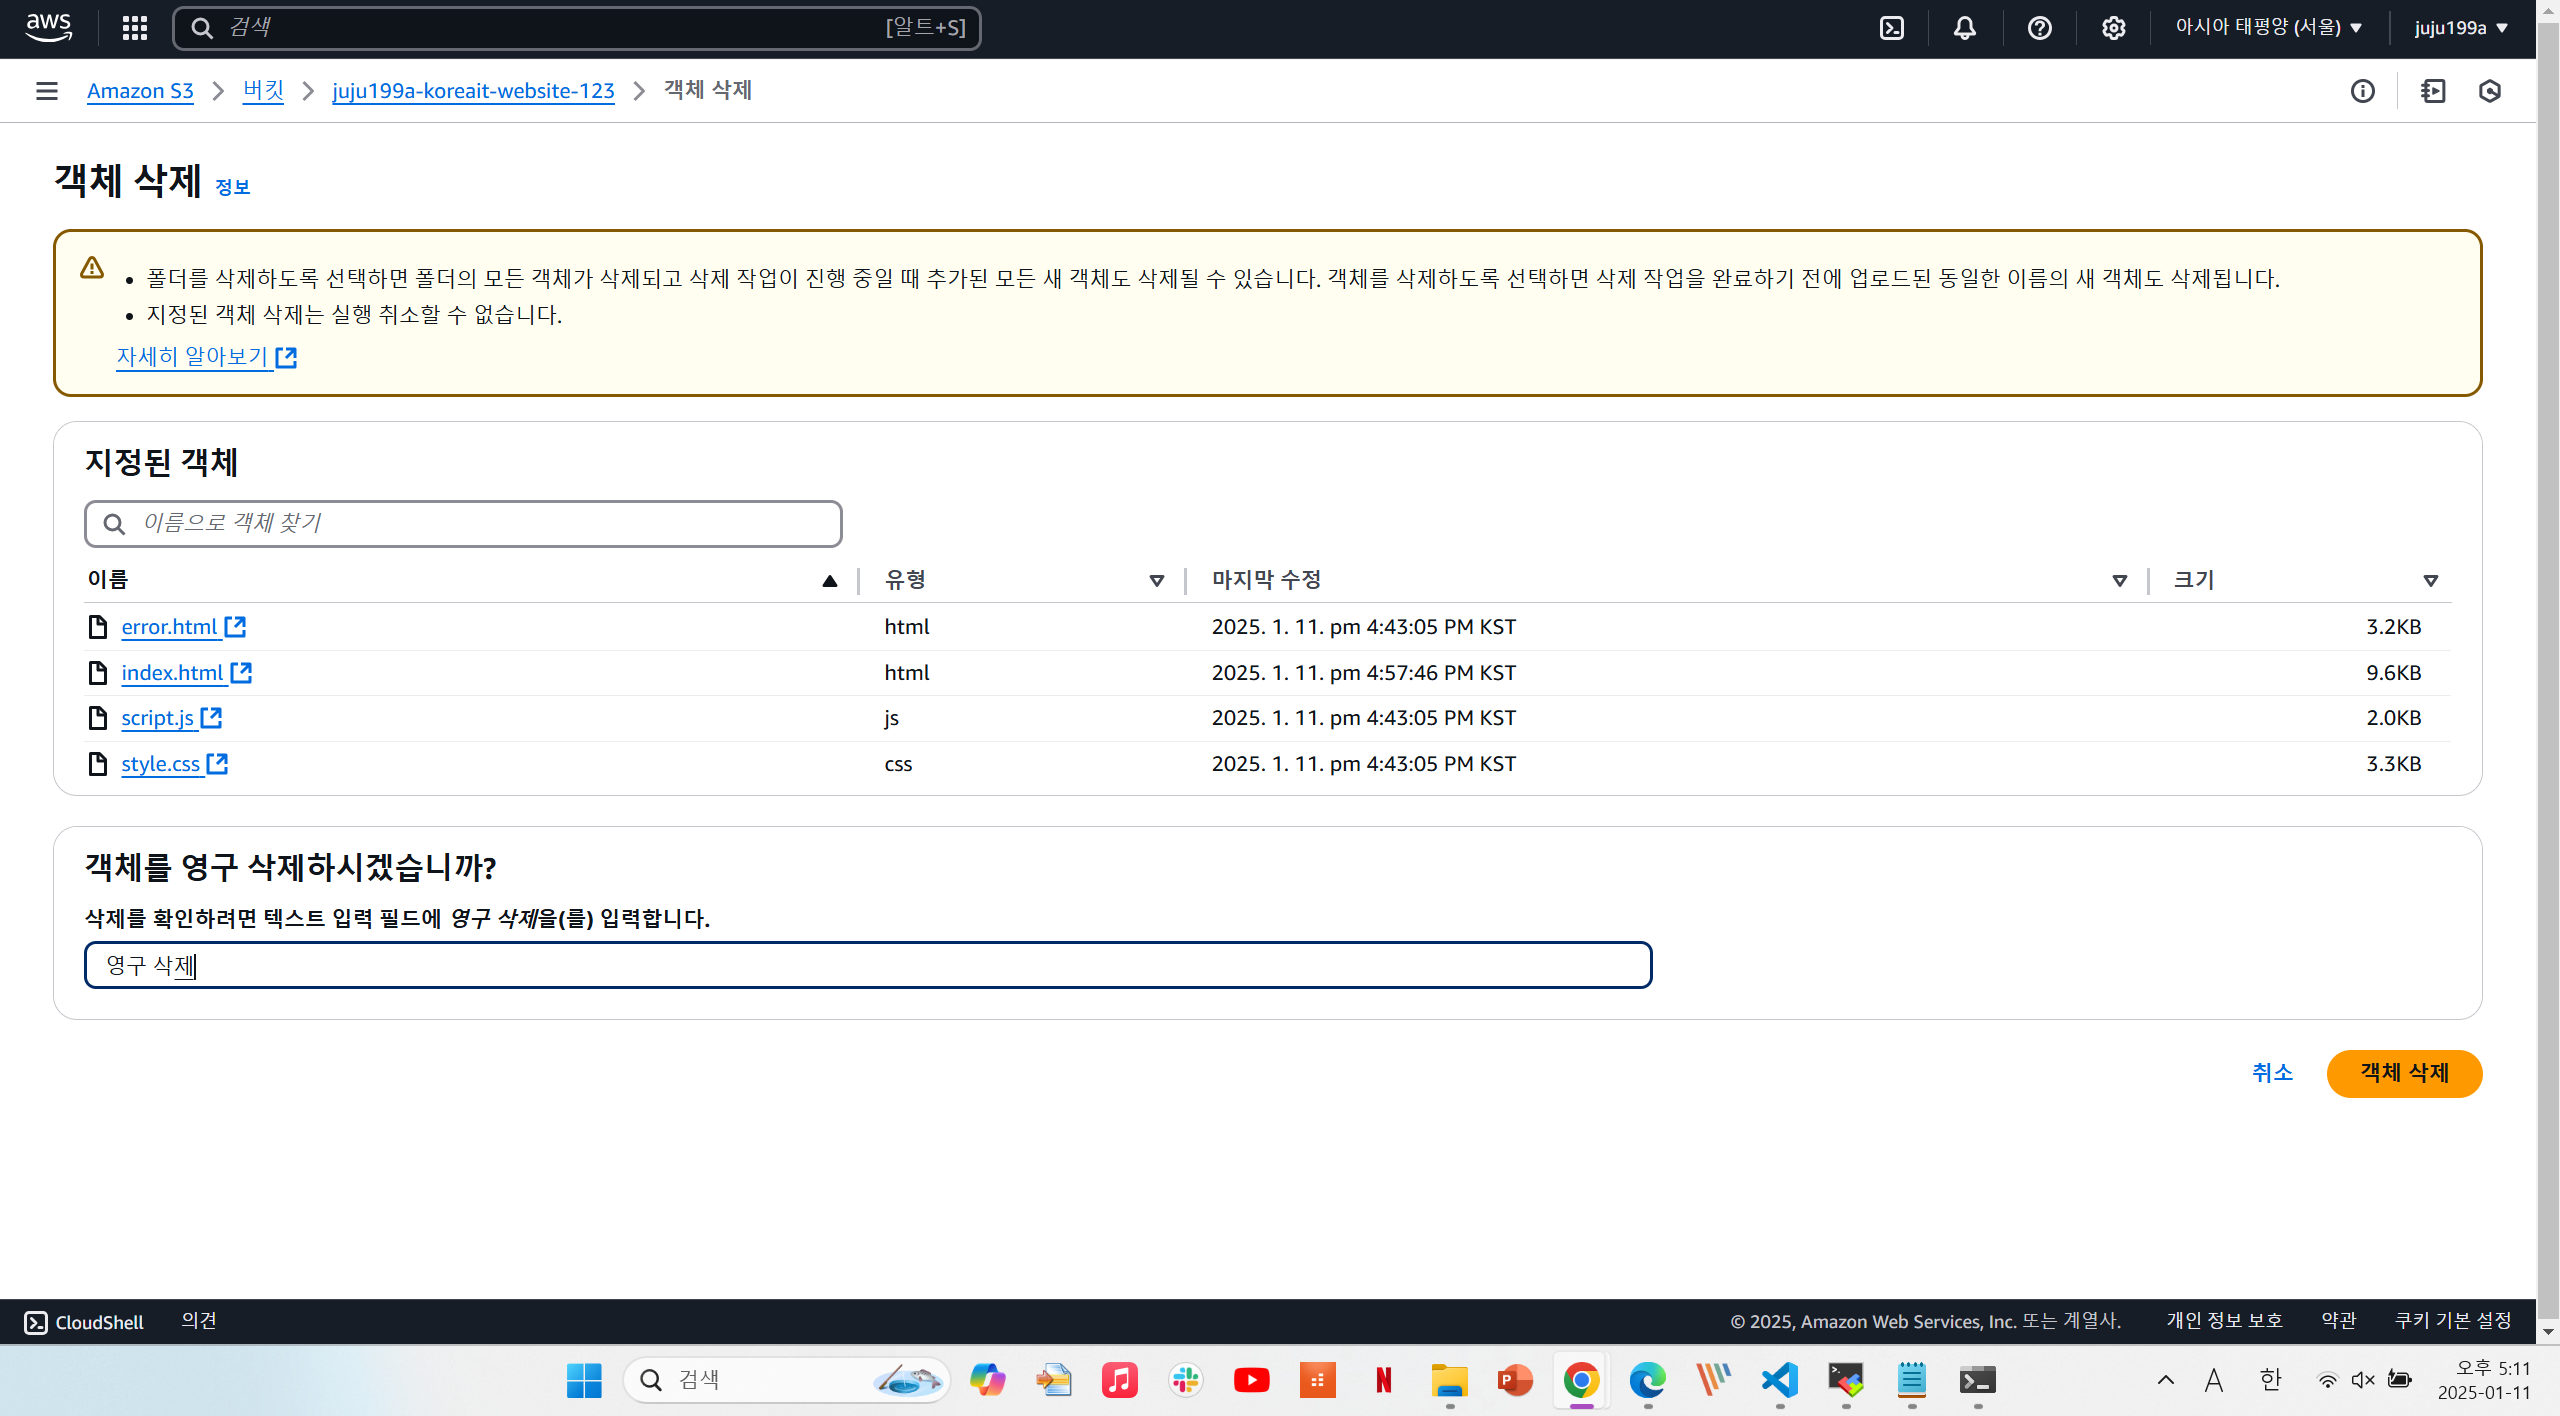 aws
검색
[알트+S]
아시아 태평양 (서울)
juju199a
Amazon S3
버킷
juju199a-koreait-website-123
객체 삭제
객체 삭제 정보
폴더를 삭제하도록 선택하면 폴더의 모든 객체가 삭제되고 삭제 작업이 진행 중일 때 추가된 모든 새 객체도 삭제될 수 있습니다. 객체를 삭제하도록 선택하면 삭제 작업을 완료하기 전에 업로드된 동일한 이름의 새 객체도 삭제됩니다.
지정된 객체 삭제는 실행 취소할 수 없습니다.
자세히 알아보기
지정된 객체
이름으로 객체 찾기
이름 유형 마지막 수정 크기
error.html html 2025. 1. 11. pm 4:43:05 PM KST 3.2KB
index.html html 2025. 1. 11. pm 4:57:46 PM KST 9.6KB
script.js js 2025. 1. 11. pm 4:43:05 PM KST 2.0KB
style.css css 2025. 1. 11. pm 4:43:05 PM KST 3.3KB
객체를 영구 삭제하시겠습니까?
삭제를 확인하려면 텍스트 입력 필드에 영구 삭제을(를) 입력합니다.
영구 삭제
취소
객체 삭제
CloudShell
의견
© 2025, Amazon Web Services, Inc. 또는 계열사.
개인 정보 보호
약관
쿠키 기본 설정
검색
A
한
오후 5:11
2025-01-11